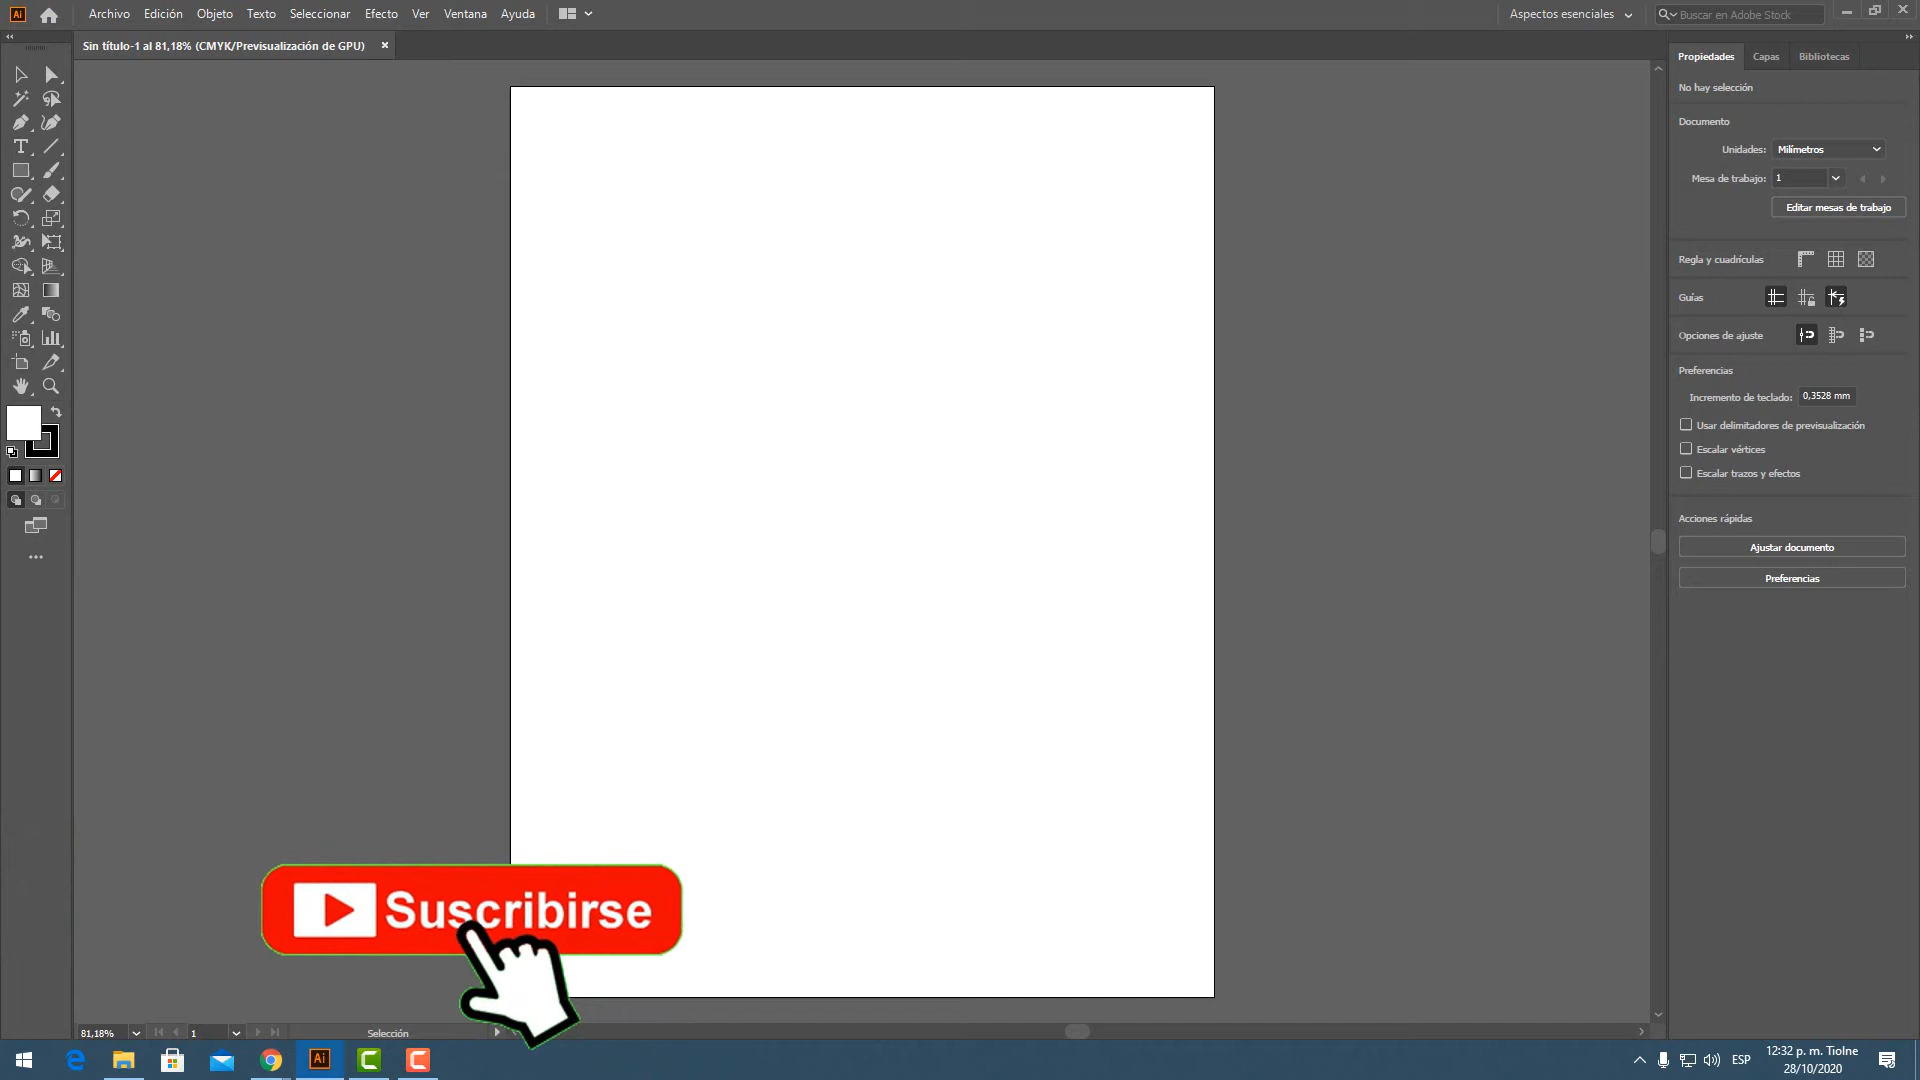 Ai Archivo Edición Objeto Texto Seleccionar Efecto Ver Ventana Ayuda Aspectos esenciales Buscar en Adobe Stock
Sin título-1 al 81,18% (CMYK/Previsualización de GPU)
Propiedades Capas Bibliotecas
No hay selección
Documento
Unidades: Milímetros
Mesa de trabajo: 1
Editar mesas de trabajo
Regla y cuadrículas
Guías
Opciones de ajuste
Preferencias
Incremento de teclado: 0,3528 mm
Usar delimitadores de previsualización
Escalar vértices
Escalar trazos y efectos
Acciones rápidas
Ajustar documento
Preferencias
Suscribirse
81,18% 1 Selección
Ai ESP 12:32 p. m. Tiolne
28/10/2020